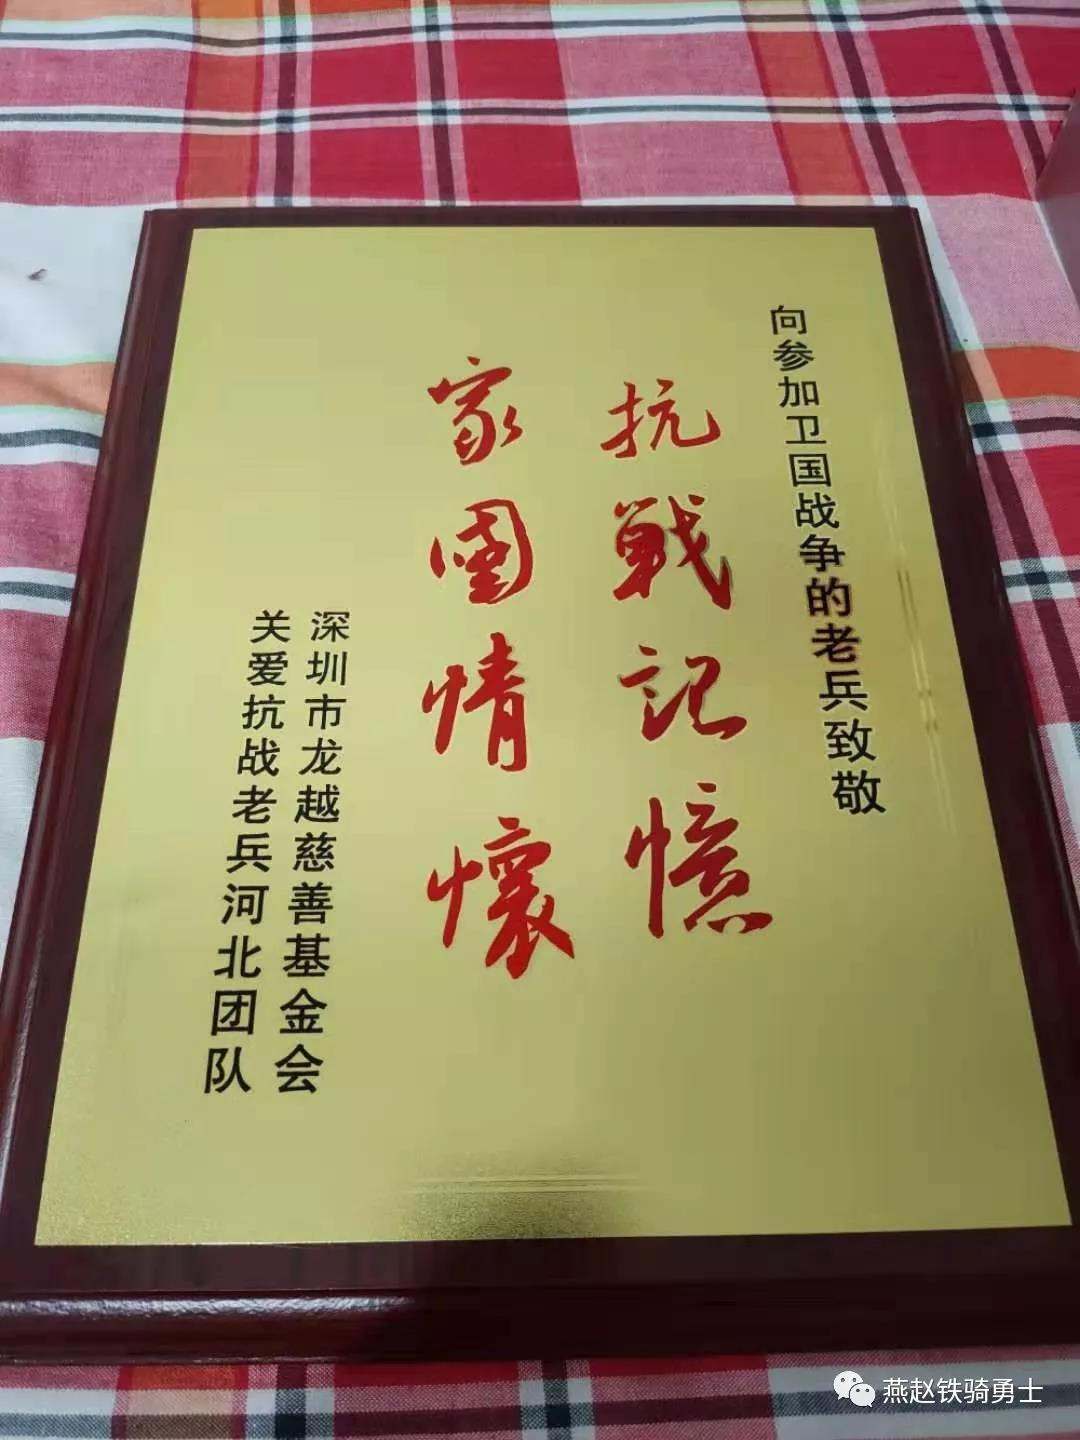 向参加卫国战争的老兵致敬
抗戰記憶
家國情懷
深圳市龙越慈善基金会
关爱抗战老兵河北团队
燕赵铁骑勇士